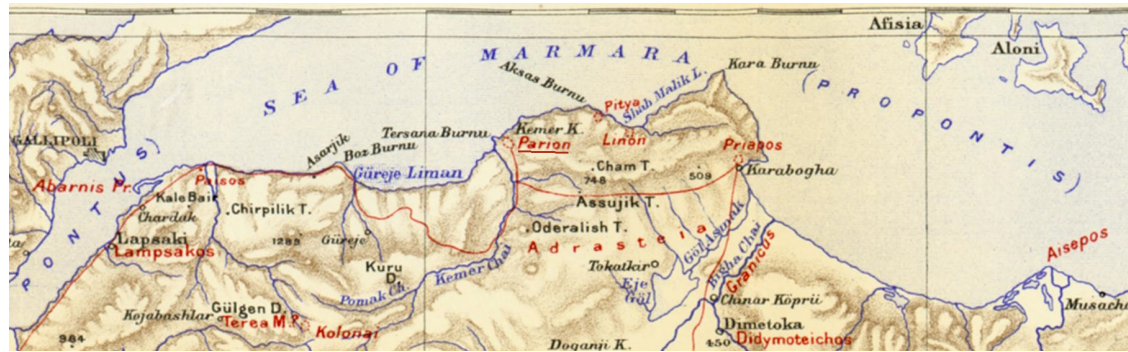 Afisia
Aloni
SEA OF MARMARA
(PROPONTIS)
Kara Burnu
Aksas Burnu
Pitya
Shah Malik L.
Tersana Burnu
Kemer K.
Parion
Linon
Priapos
GALLIPOLI
Asarjik
Boz Burnu
Güreje Liman
Cham T.
748
509
Karabogha
Abarnis Pr.
Paisos
Kale Bair
Chardak
Chirpilik T.
Assujik T.
PONTUS)
Lapsaki
Lampsakos
1285
Güreje
Oderalish T.
Adrasteia
Göl Asmak
Bigha Chai
Granicus
Aisepos
Kuru D.
Kemer Chai
Tokatkir
Eje Göl
Pomak Ch.
Chinar Köprü
Musacha
Gülgen D.
Kojabashlar
Terea M.?
Kolonai
Dimetoka
450
Didymoteichos
984
Doganji K.